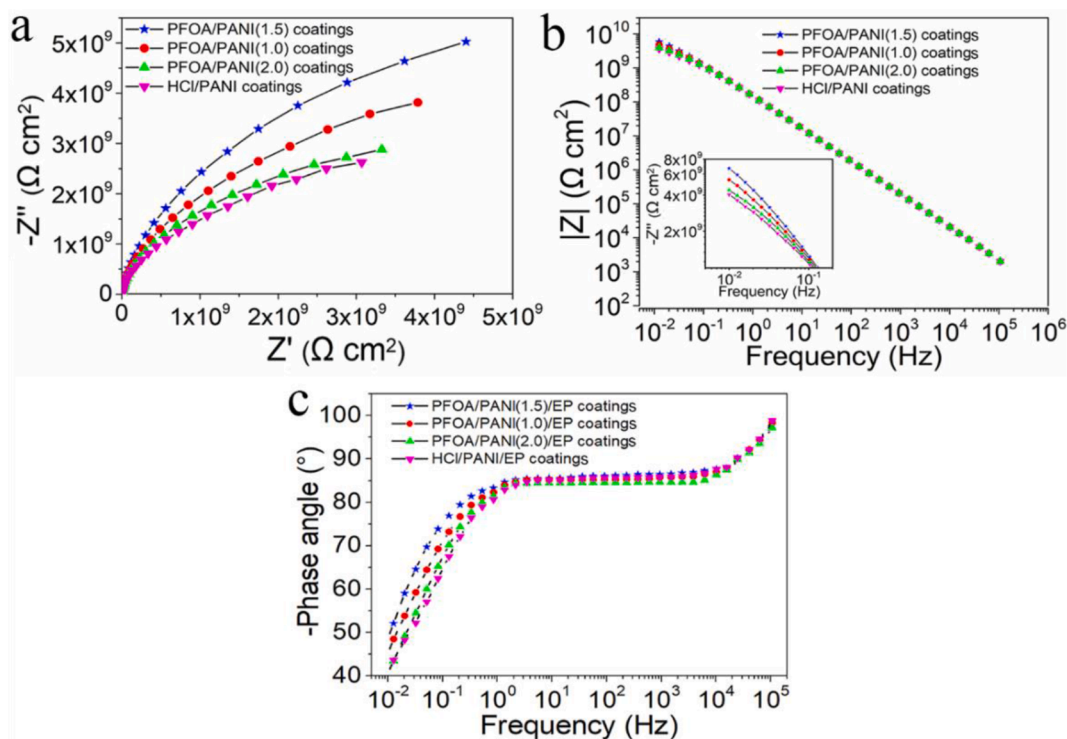 a
PFOA/PANI(1.5) coatings
PFOA/PANI(1.0) coatings
PFOA/PANI(2.0) coatings
HCl/PANI coatings
-Z'' (Ω cm²)
5x10⁹
4x10⁹
3x10⁹
2x10⁹
1x10⁹
0
0 1x10⁹ 2x10⁹ 3x10⁹ 4x10⁹ 5x10⁹
Z' (Ω cm²)
b
PFOA/PANI(1.5) coatings
PFOA/PANI(1.0) coatings
PFOA/PANI(2.0) coatings
HCl/PANI coatings
|Z| (Ω cm²)
10¹⁰
10⁹
10⁸
10⁷
10⁶
10⁵
10⁴
10³
10²
-Z'' (Ω cm²)
8x10⁹
6x10⁹
4x10⁹
2x10⁹
10⁻² 10⁻¹
Frequency (Hz)
10⁻² 10⁻¹ 10⁰ 10¹ 10² 10³ 10⁴ 10⁵ 10⁶
Frequency (Hz)
c
PFOA/PANI(1.5)/EP coatings
PFOA/PANI(1.0)/EP coatings
PFOA/PANI(2.0)/EP coatings
HCl/PANI/EP coatings
-Phase angle (°)
100
90
80
70
60
50
40
10⁻² 10⁻¹ 10⁰ 10¹ 10² 10³ 10⁴ 10⁵
Frequency (Hz)